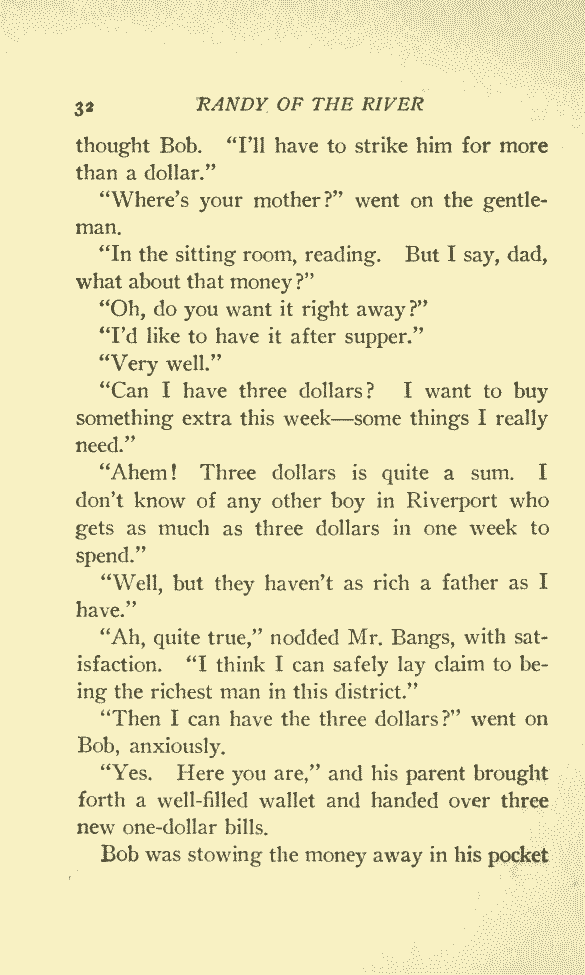 32 RANDY OF THE RIVER
thought Bob. “I’ll have to strike him for more
than a dollar.”
“Where’s your mother?” went on the gentle-
man.
“In the sitting room, reading. But I say, dad,
what about that money?”
“Oh, do you want it right away?”
“I’d like to have it after supper.”
“Very well.”
“Can I have three dollars? I want to buy
something extra this week—some things I really
need.”
“Ahem! Three dollars is quite a sum. I
don’t know of any other boy in Riverport who
gets as much as three dollars in one week to
spend.”
“Well, but they haven’t as rich a father as I
have.”
“Ah, quite true,” nodded Mr. Bangs, with sat-
isfaction. “I think I can safely lay claim to be-
ing the richest man in this district.”
“Then I can have the three dollars?” went on
Bob, anxiously.
“Yes. Here you are,” and his parent brought
forth a well-filled wallet and handed over three
new one-dollar bills.
Bob was stowing the money away in his pocket